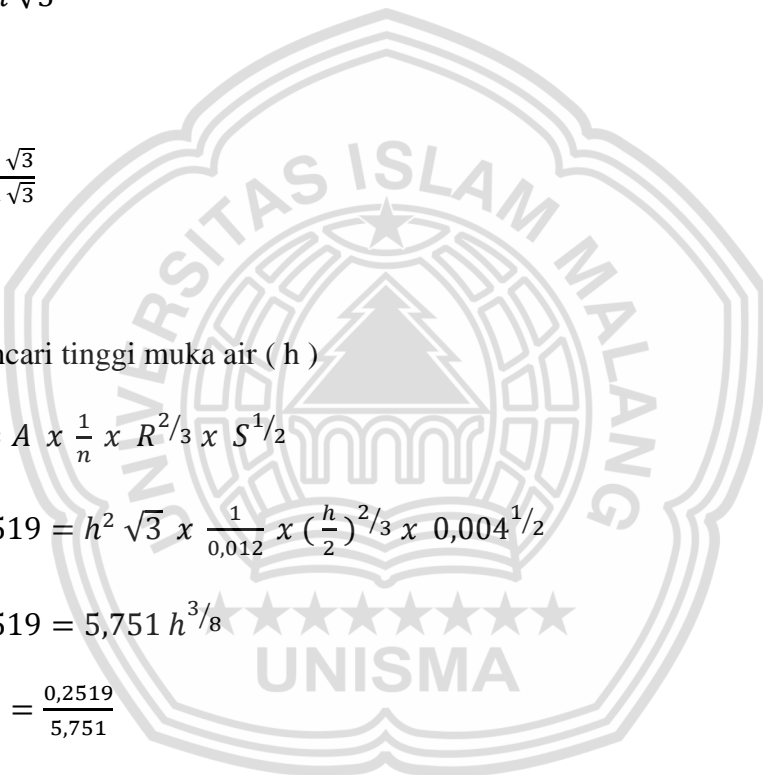 √3
√3
√3
UNIVERSITAS ISLAM MALANG
cari tinggi muka air ( h )
A x 1/n x R^2/3 x S^1/2
519 = h² √3 x 1/0,012 x (h/2)^2/3 x 0,004^1/2
519 = 5,751 h^3/8
UNISMA
= 0,2519/5,751